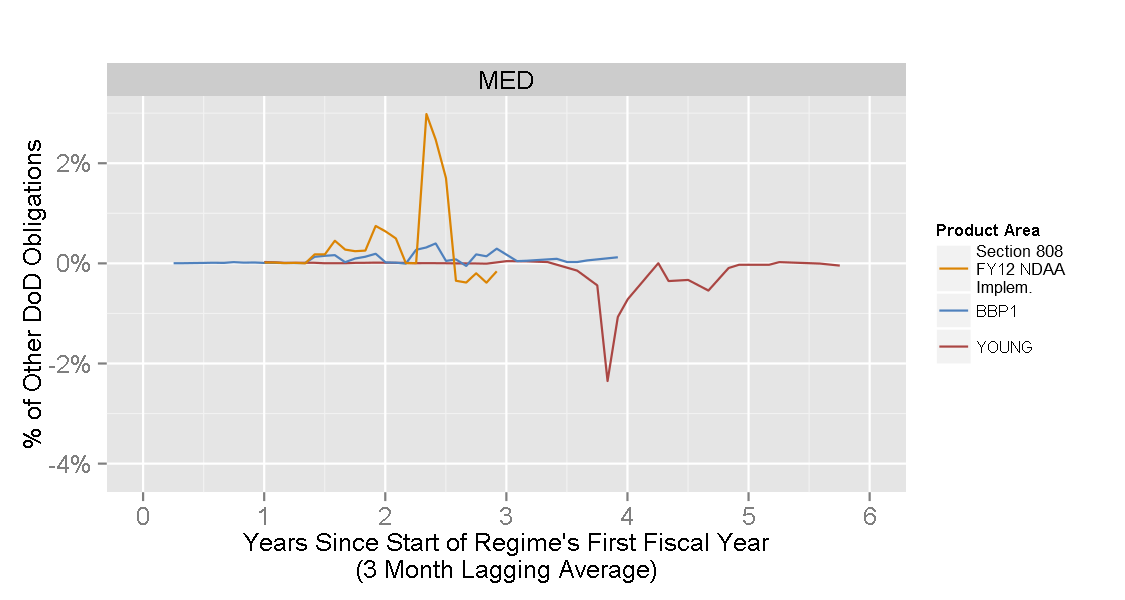 MED
% of Other DoD Obligations
2%
0%
-2%
-4%
0 1 2 3 4 5 6
Years Since Start of Regime's First Fiscal Year
(3 Month Lagging Average)
Product Area
Section 808
FY12 NDAA
Implem.
BBP1
YOUNG